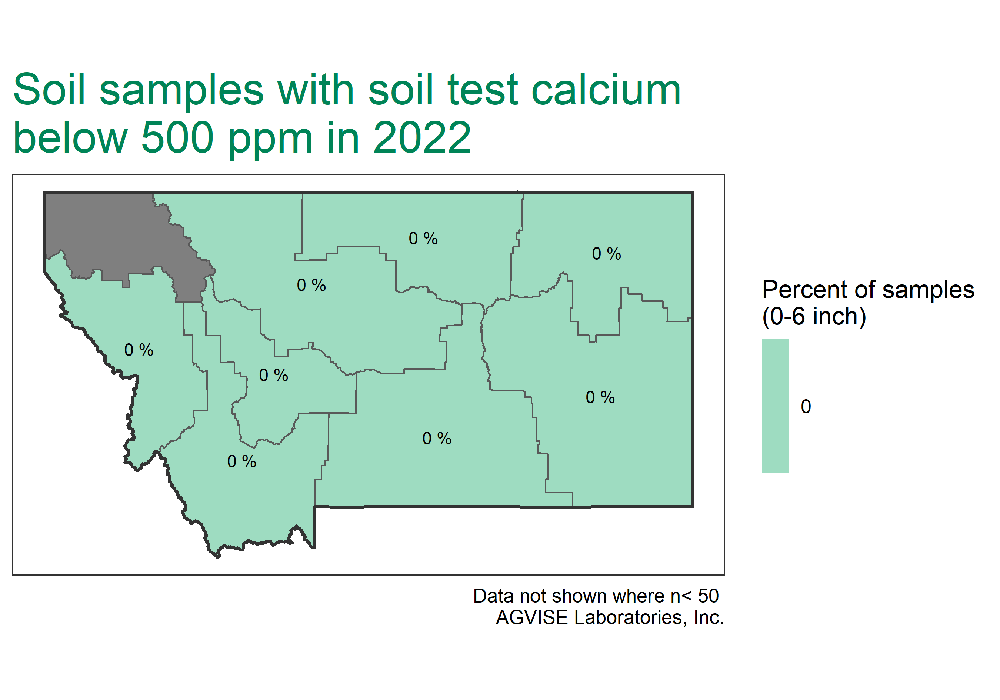 Soil samples with soil test calcium
below 500 ppm in 2022
0 %
0 %
0 %
0 %
0 %
0 %
0 %
0 %
Percent of samples
(0-6 inch)
0
Data not shown where n< 50
AGVISE Laboratories, Inc.